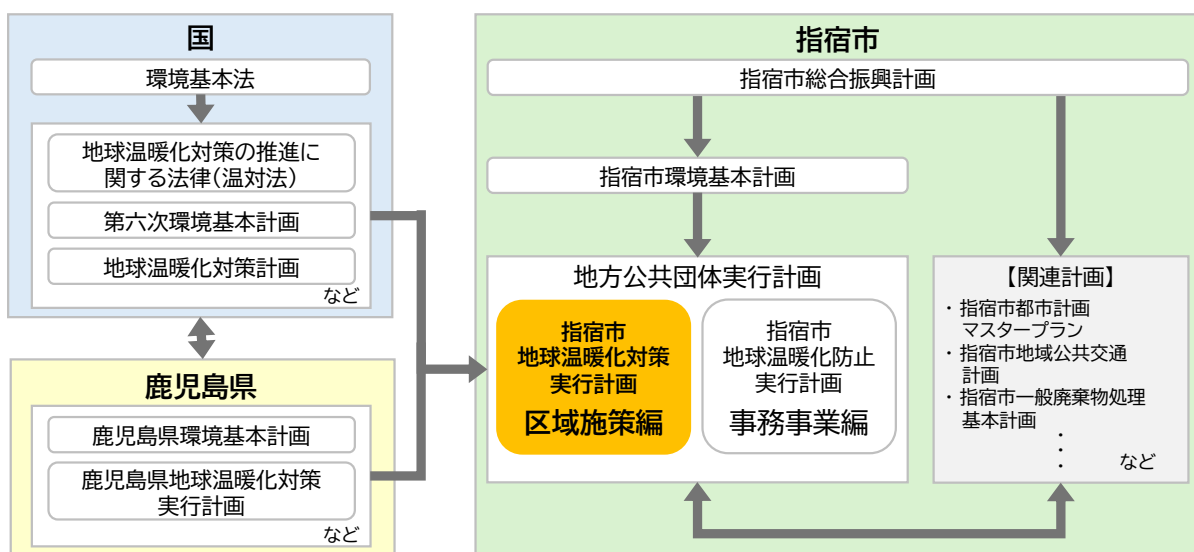 国
環境基本法
地球温暖化対策の推進に
関する法律(温対法)
第六次環境基本計画
地球温暖化対策計画
など
鹿児島県
鹿児島県環境基本計画
鹿児島県地球温暖化対策
実行計画
など
指宿市
指宿市総合振興計画
指宿市環境基本計画
地方公共団体実行計画
指宿市
地球温暖化対策
実行計画
区域施策編
指宿市
地球温暖化防止
実行計画
事務事業編
【関連計画】
・指宿市都市計画
マスタープラン
・指宿市地域公共交通
計画
・指宿市一般廃棄物処理
基本計画
・
・
・
など